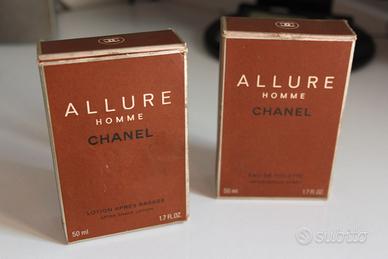 ALLURE
HOMME
CHANEL
LOTION APRÈS RASAGE
AFTER SHAVE LOTION
50 ml 1.7 FL.OZ.
ALLURE
HOMME
CHANEL
EAU DE TOILETTE
50 ml 1.7 FL.OZ.
subito